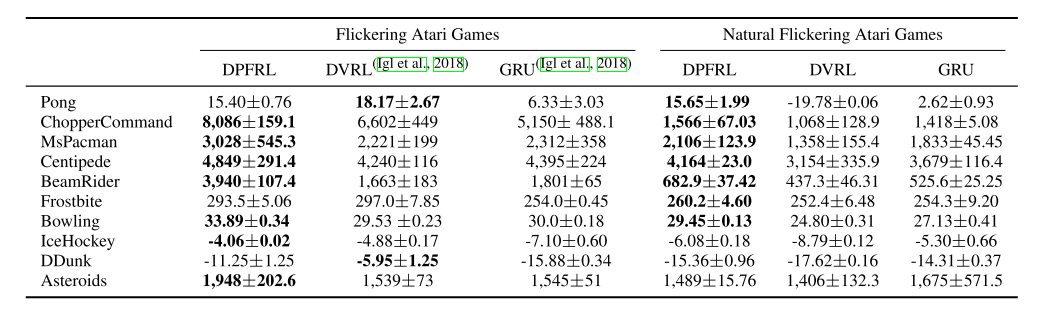 Flickering Atari Games Natural Flickering Atari Games
DPFRL DVRL(Igl et al., 2018) GRU(Igl et al., 2018) DPFRL DVRL GRU
Pong 15.40±0.76 18.17±2.67 6.33±3.03 15.65±1.99 -19.78±0.06 2.62±0.93
ChopperCommand 8,086±159.1 6,602±449 5,150± 488.1 1,566±67.03 1,068±128.9 1,418±5.08
MsPacman 3,028±545.3 2,221±199 2,312±358 2,106±123.9 1,358±155.4 1,833±45.45
Centipede 4,849±291.4 4,240±116 4,395±224 4,164±23.0 3,154±335.9 3,679±116.4
BeamRider 3,940±107.4 1,663±183 1,801±65 682.9±37.42 437.3±46.31 525.6±25.25
Frostbite 293.5±5.06 297.0±7.85 254.0±0.45 260.2±4.60 252.4±6.48 254.3±9.20
Bowling 33.89±0.34 29.53 ±0.23 30.0±0.18 29.45±0.13 24.80±0.31 27.13±0.41
IceHockey -4.06±0.02 -4.88±0.17 -7.10±0.60 -6.08±0.18 -8.79±0.12 -5.30±0.66
DDunk -11.25±1.25 -5.95±1.25 -15.88±0.34 -15.36±0.96 -17.62±0.16 -14.31±0.37
Asteroids 1,948±202.6 1,539±73 1,545±51 1,489±15.76 1,406±132.3 1,675±571.5